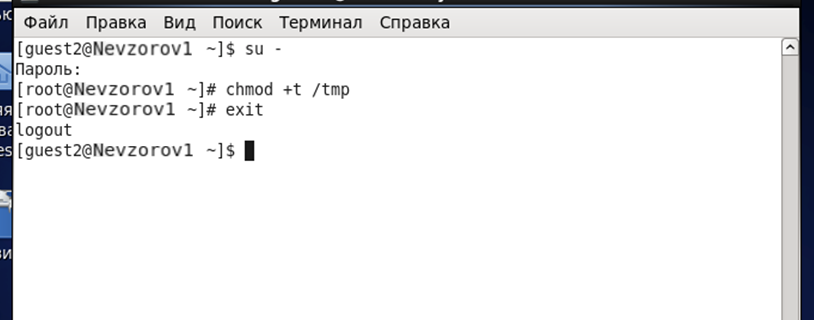 Файл Правка Вид Поиск Терминал Справка
[guest2@Nevzorov1 ~]$ su -
Пароль:
[root@Nevzorov1 ~]# chmod +t /tmp
[root@Nevzorov1 ~]# exit
logout
[guest2@Nevzorov1 ~]$